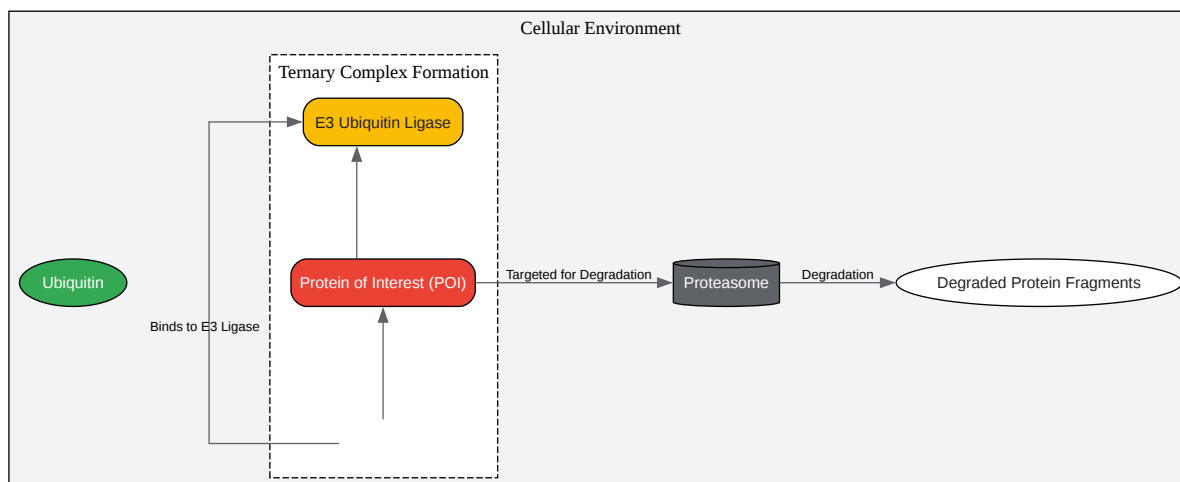 Cellular Environment
Ternary Complex Formation
E3 Ubiquitin Ligase
Ubiquitin
Protein of Interest (POI)
Targeted for Degradation
Proteasome
Degradation
Degraded Protein Fragments
Binds to E3 Ligase